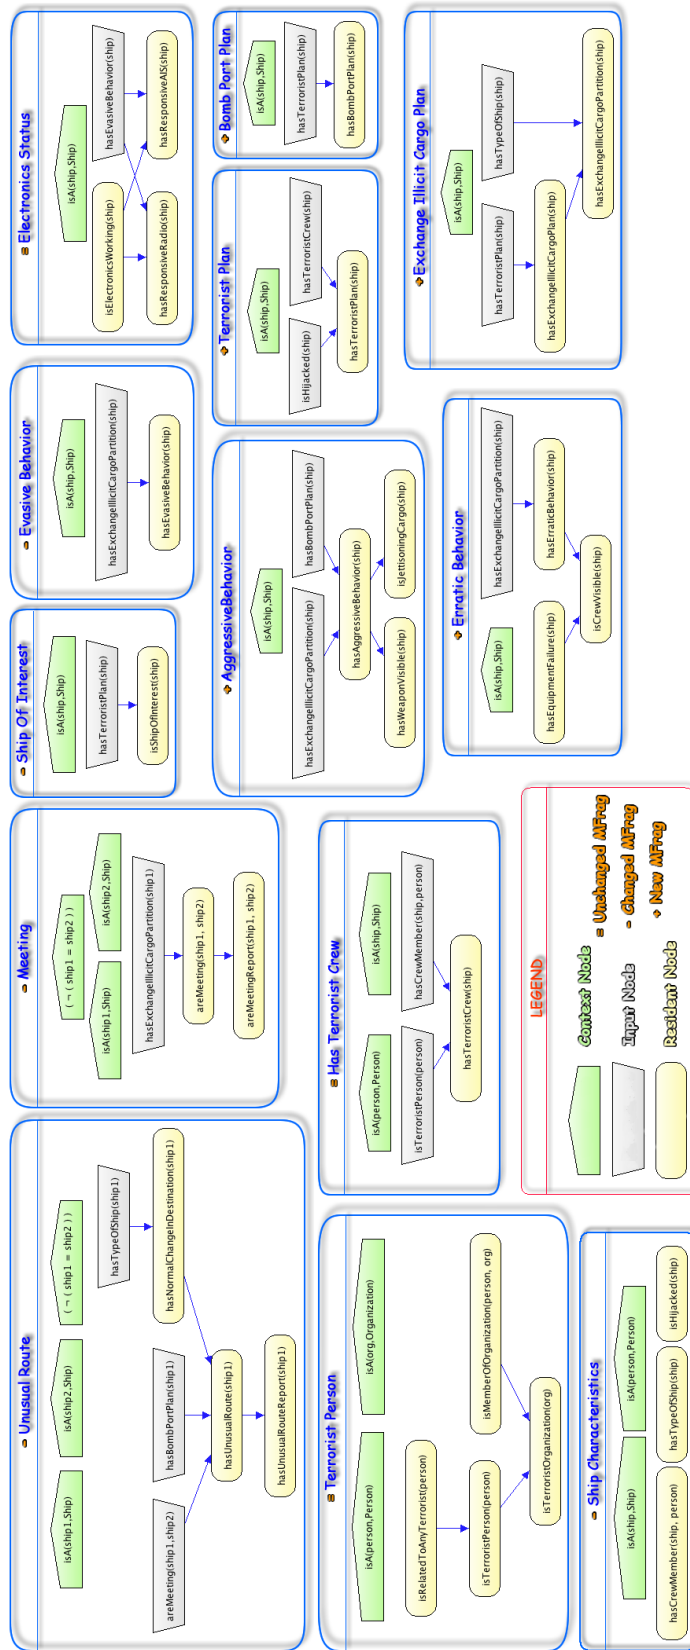 - Unusual Route
isA(ship1,Ship)
isA(ship2,Ship)
( ¬ ( ship1 = ship2 ) )
hasTypeOfShip(ship1)
areMeeting(ship1,ship2)
hasBombPortPlan(ship1)
hasNormalChangeInDestination(ship1)
hasUnusualRoute(ship1)
hasUnusualRouteReport(ship1)
- Meeting
( ¬ ( ship1 = ship2 ) )
isA(ship1,Ship)
isA(ship2,Ship)
hasExchangeIllicitCargoPartition(ship1)
areMeeting(ship1, ship2)
areMeetingReport(ship1, ship2)
- Ship Of Interest
isA(ship,Ship)
hasTerroristPlan(ship)
isShipOfInterest(ship)
- Evasive Behavior
isA(ship,Ship)
hasExchangeIllicitCargoPartition(ship)
hasEvasiveBehavior(ship)
= Electronics Status
isA(ship,Ship)
isElectronicsWorking(ship)
hasEvasiveBehavior(ship)
hasResponsiveRadio(ship)
hasResponsiveAIS(ship)
= Terrorist Person
isA(person,Person)
isA(org,Organization)
isRelatedToAnyTerrorist(person)
isTerroristPerson(person)
isMemberOfOrganization(person, org)
isTerroristOrganization(org)
= Has Terrorist Crew
isA(person,Person)
isA(ship,Ship)
isTerroristPerson(person)
hasCrewMember(ship,person)
hasTerroristCrew(ship)
+ AggressiveBehavior
isA(ship,Ship)
hasExchangeIllicitCargoPartition(ship)
hasBombPortPlan(ship)
hasAggressiveBehavior(ship)
hasWeaponVisible(ship)
isJettisoningCargo(ship)
+ Terrorist Plan
isA(ship,Ship)
isHijacked(ship)
hasTerroristCrew(ship)
hasTerroristPlan(ship)
+ Bomb Port Plan
isA(ship,Ship)
hasTerroristPlan(ship)
hasBombPortPlan(ship)
- Ship Characteristics
isA(ship,Ship)
isA(person,Person)
hasCrewMember(ship, person)
hasTypeOfShip(ship)
isHijacked(ship)
LEGEND
Context Node
Input Node
Resident Node
= Unchanged MFrag
- Changed MFrag
+ New MFrag
+ Erratic Behavior
isA(ship,Ship)
hasExchangeIllicitCargoPartition(ship)
hasEquipmentFailure(ship)
hasErraticBehavior(ship)
isCrewVisible(ship)
+ Exchange Illicit Cargo Plan
isA(ship,Ship)
hasTerroristPlan(ship)
hasTypeOfShip(ship)
hasExchangeIllicitCargoPlan(ship)
hasExchangeIllicitCargoPartition(ship)